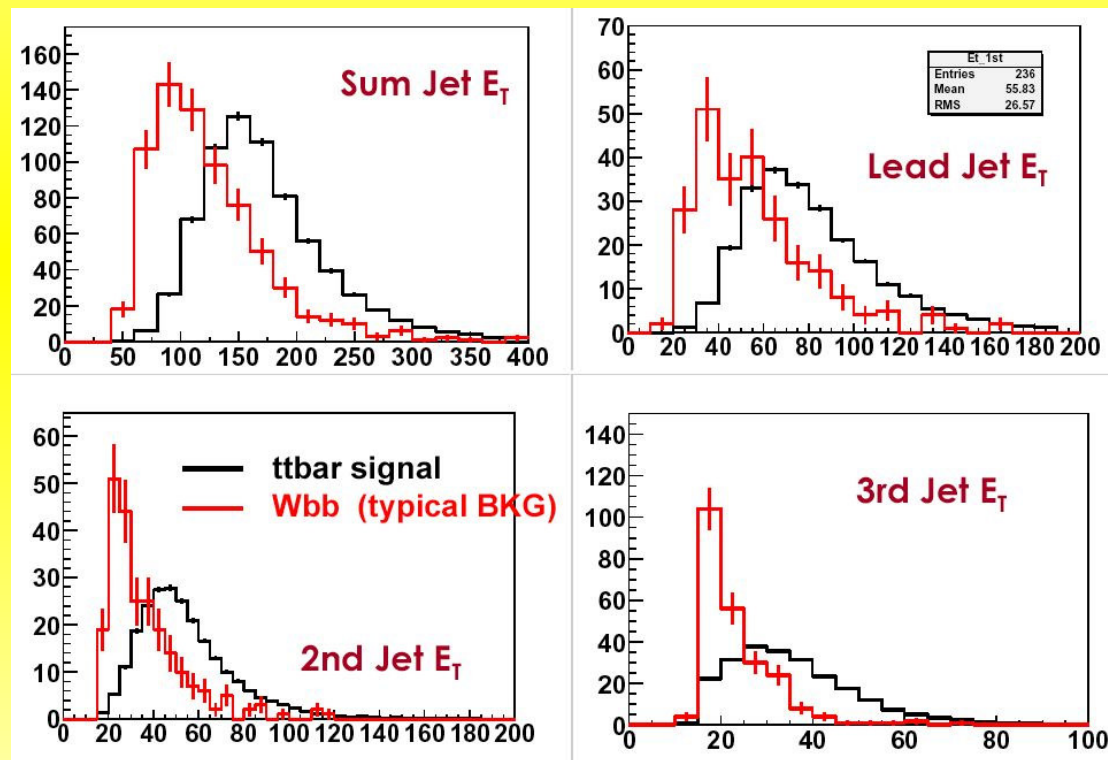 160
140
120
100
80
60
40
20
0
0 50 100 150 200 250 300 350 400
Sum Jet E_T
70
60
50
40
30
20
10
0
0 20 40 60 80 100 120 140 160 180 200
Et_1st
Entries 236
Mean 55.83
RMS 26.57
Lead Jet E_T
60
50
40
30
20
10
0
0 20 40 60 80 100 120 140 160 180 200
ttbar signal
Wbb (typical BKG)
2nd Jet E_T
140
120
100
80
60
40
20
0
0 20 40 60 80 100
3rd Jet E_T